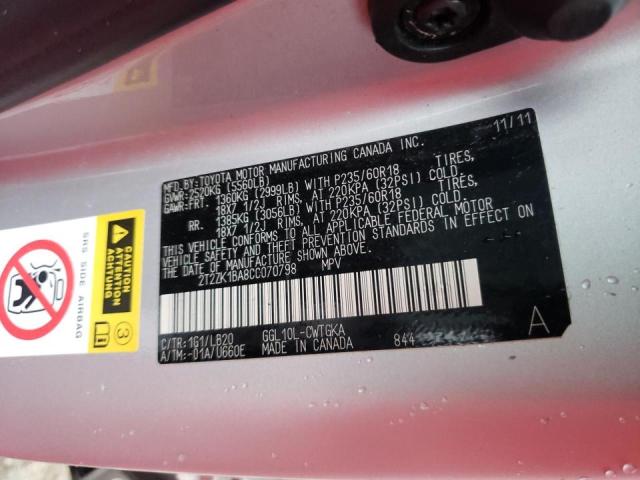 MFD.BY:TOYOTA MOTOR MANUFACTURING CANADA INC. 11/11
GVWR:2520KG (5560LB)
GAWR:FRT. 1360KG (2999LB) WITH P235/60R18 TIRES,
18X7 1/2J RIMS, AT 220KPA (32PSI) COLD.
RR. 1385KG (3056LB) WITH P235/60R18 TIRES,
18X7 1/2J RIMS, AT 220KPA (32PSI) COLD.
THIS VEHICLE CONFORMS TO ALL APPLICABLE FEDERAL MOTOR
VEHICLE SAFETY, BUMPER, AND THEFT PREVENTION STANDARDS IN EFFECT ON
THE DATE OF MANUFACTURE SHOWN ABOVE.
2T2ZK1BA8CC070798 MPV
C/TR:1G1/LB20 GGL10L-CWTGKA
A/TM:-01A/U660E MADE IN CANADA 844
A
CAUTION
ATTENTION
ACHTUNG
3
SRS SIDE AIRBAG